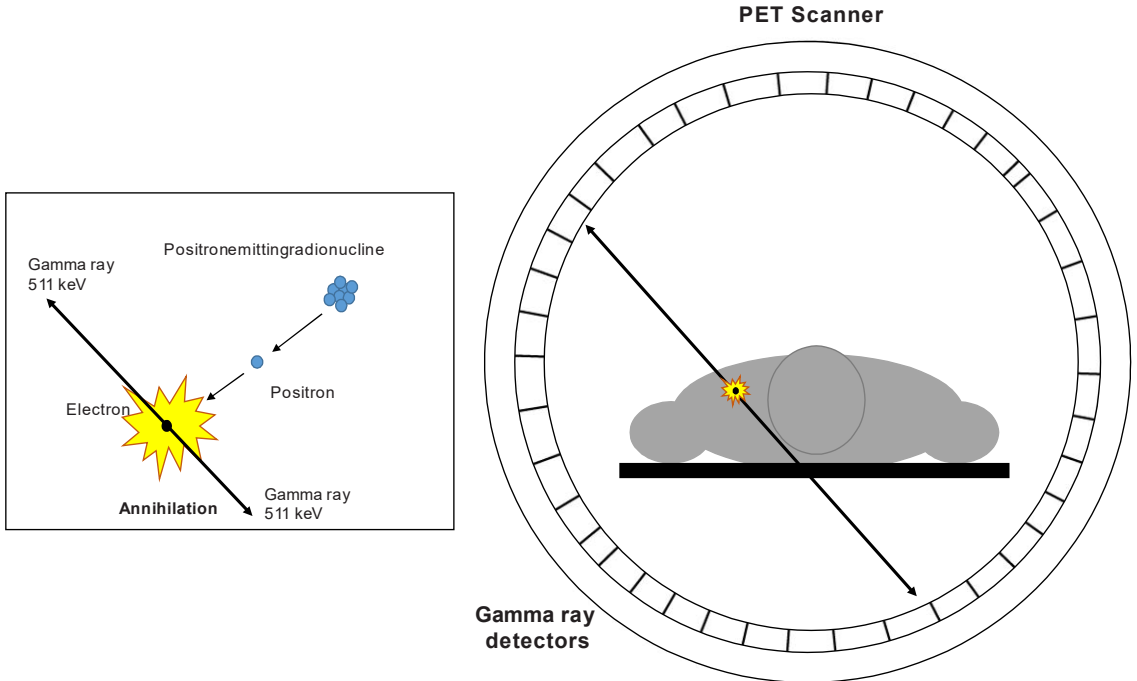 PET Scanner
Positronemittingradionucline
Gamma ray
511 keV
Positron
Electron
Annihilation
Gamma ray
511 keV
Gamma ray
detectors